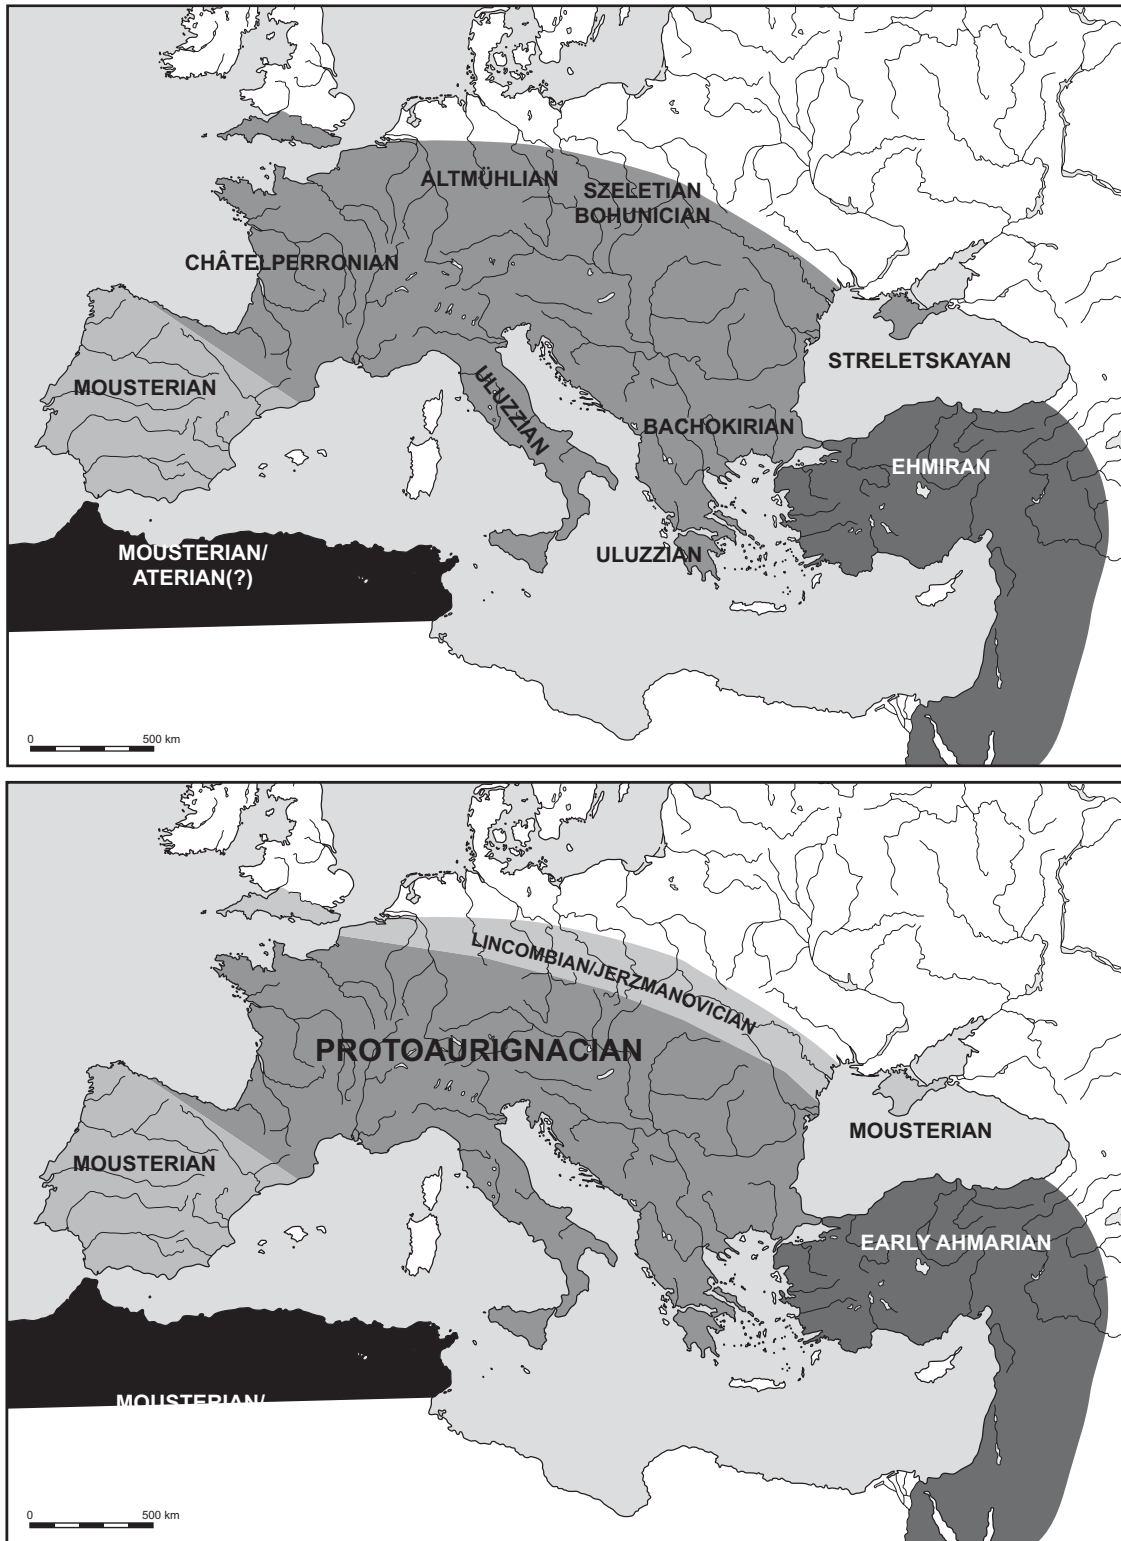 ALTMÜHLIAN
SZELETIAN
BOHUNICIAN
CHÂTELPERRONIAN
STRELETSKAYAN
MOUSTERIAN
ULUZZIAN
BACHOKIRIAN
EHMIRAN
MOUSTERIAN/
ATERIAN(?)
ULUZZIAN
0 500 km
LINCOMBIAN/JERZMANOVICIAN
PROTOAURIGNACIAN
MOUSTERIAN
MOUSTERIAN
EARLY AHMARIAN
MOUSTERIAN/
0 500 km